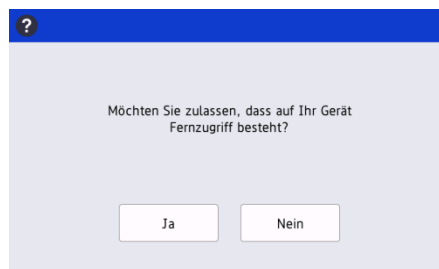 ?
Möchten Sie zulassen, dass auf Ihr Gerät
Fernzugriff besteht?
Ja
Nein